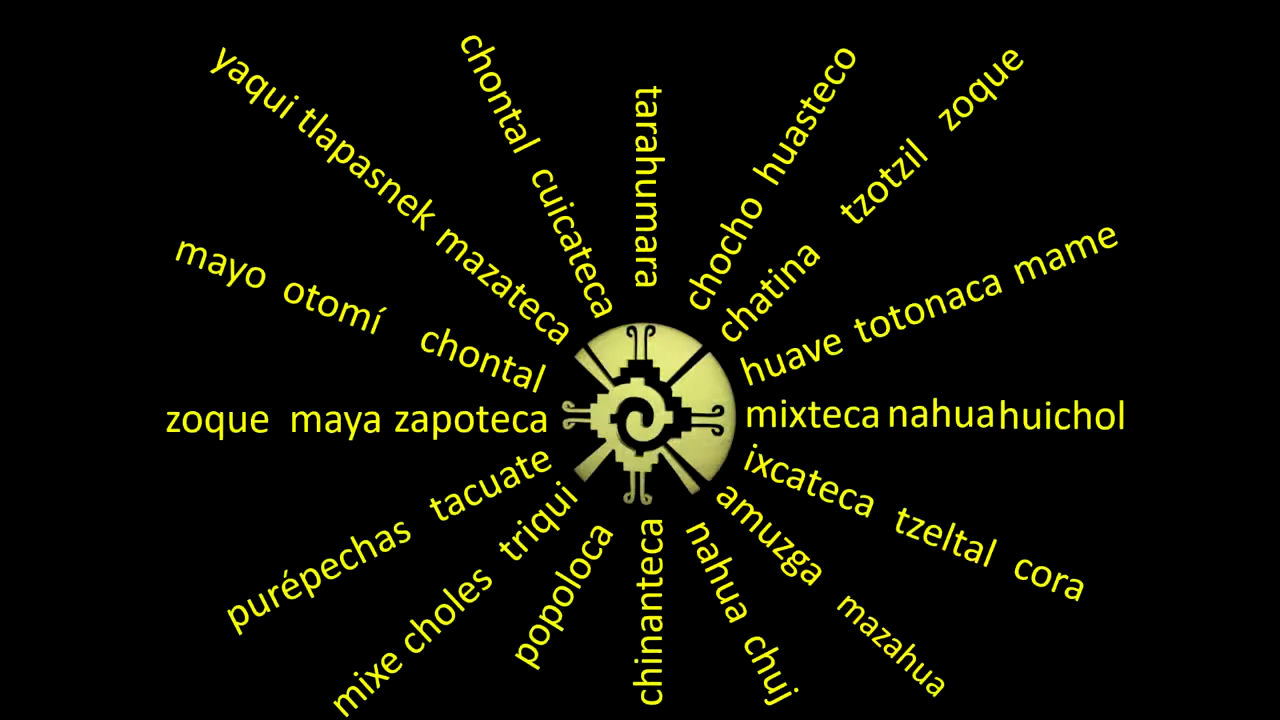 yaqui tlapasnek mazateca
chontal cuicateca
tarahumara
chocho huasteco
chatina tzotzil zoque
huave totonaca mame
mixteca nahua huichol
ixcateca tzeltal cora
amuzga mazahua
nahua chuj
chinanteca
popoloca
mixe choles triqui
purépechas tacuate
zoque maya zapoteca
mayo otomí chontal